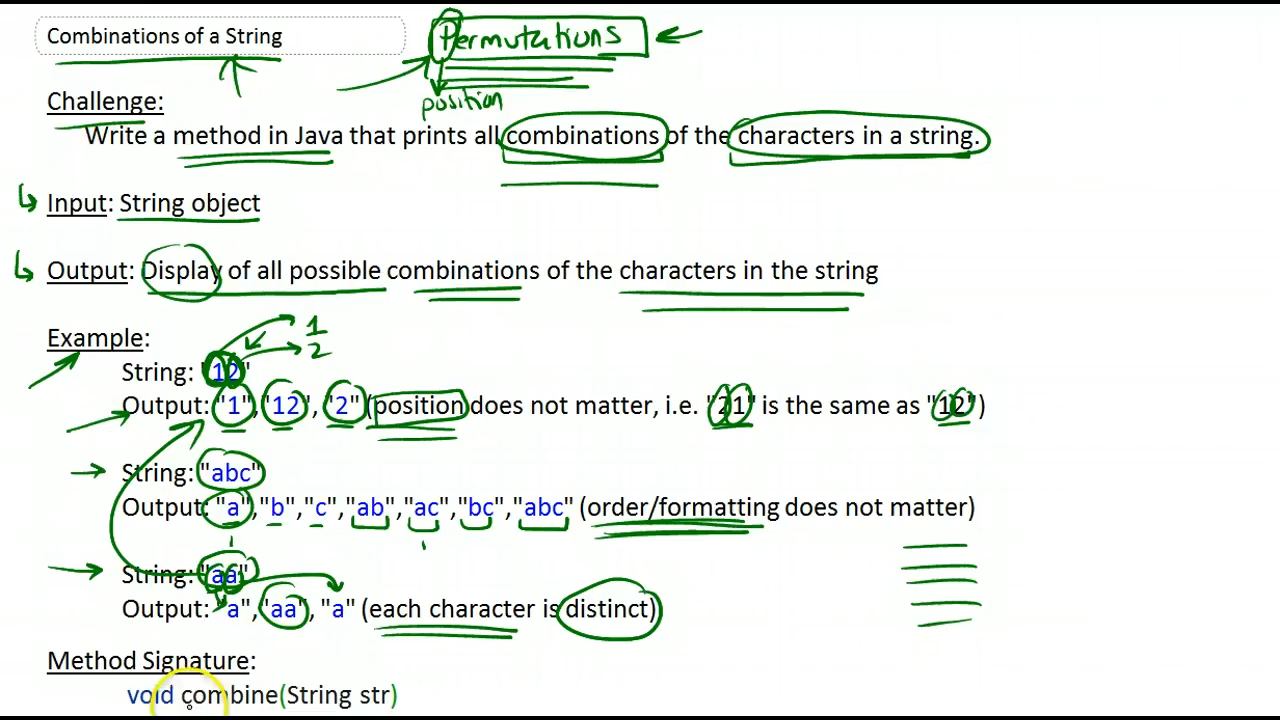 Combinations of a String
Permutations
position
Challenge:
Write a method in Java that prints all combinations of the characters in a string.
Input: String object
Output: Display of all possible combinations of the characters in the string
Example:
1
2
String: "12"
Output: "1", "12", "2" (position does not matter, i.e. "21" is the same as "12")
String: "abc"
Output: "a","b","c","ab","ac","bc","abc" (order/formatting does not matter)
String: "aa"
Output: "a","aa", "a" (each character is distinct)
Method Signature:
void combine(String str)